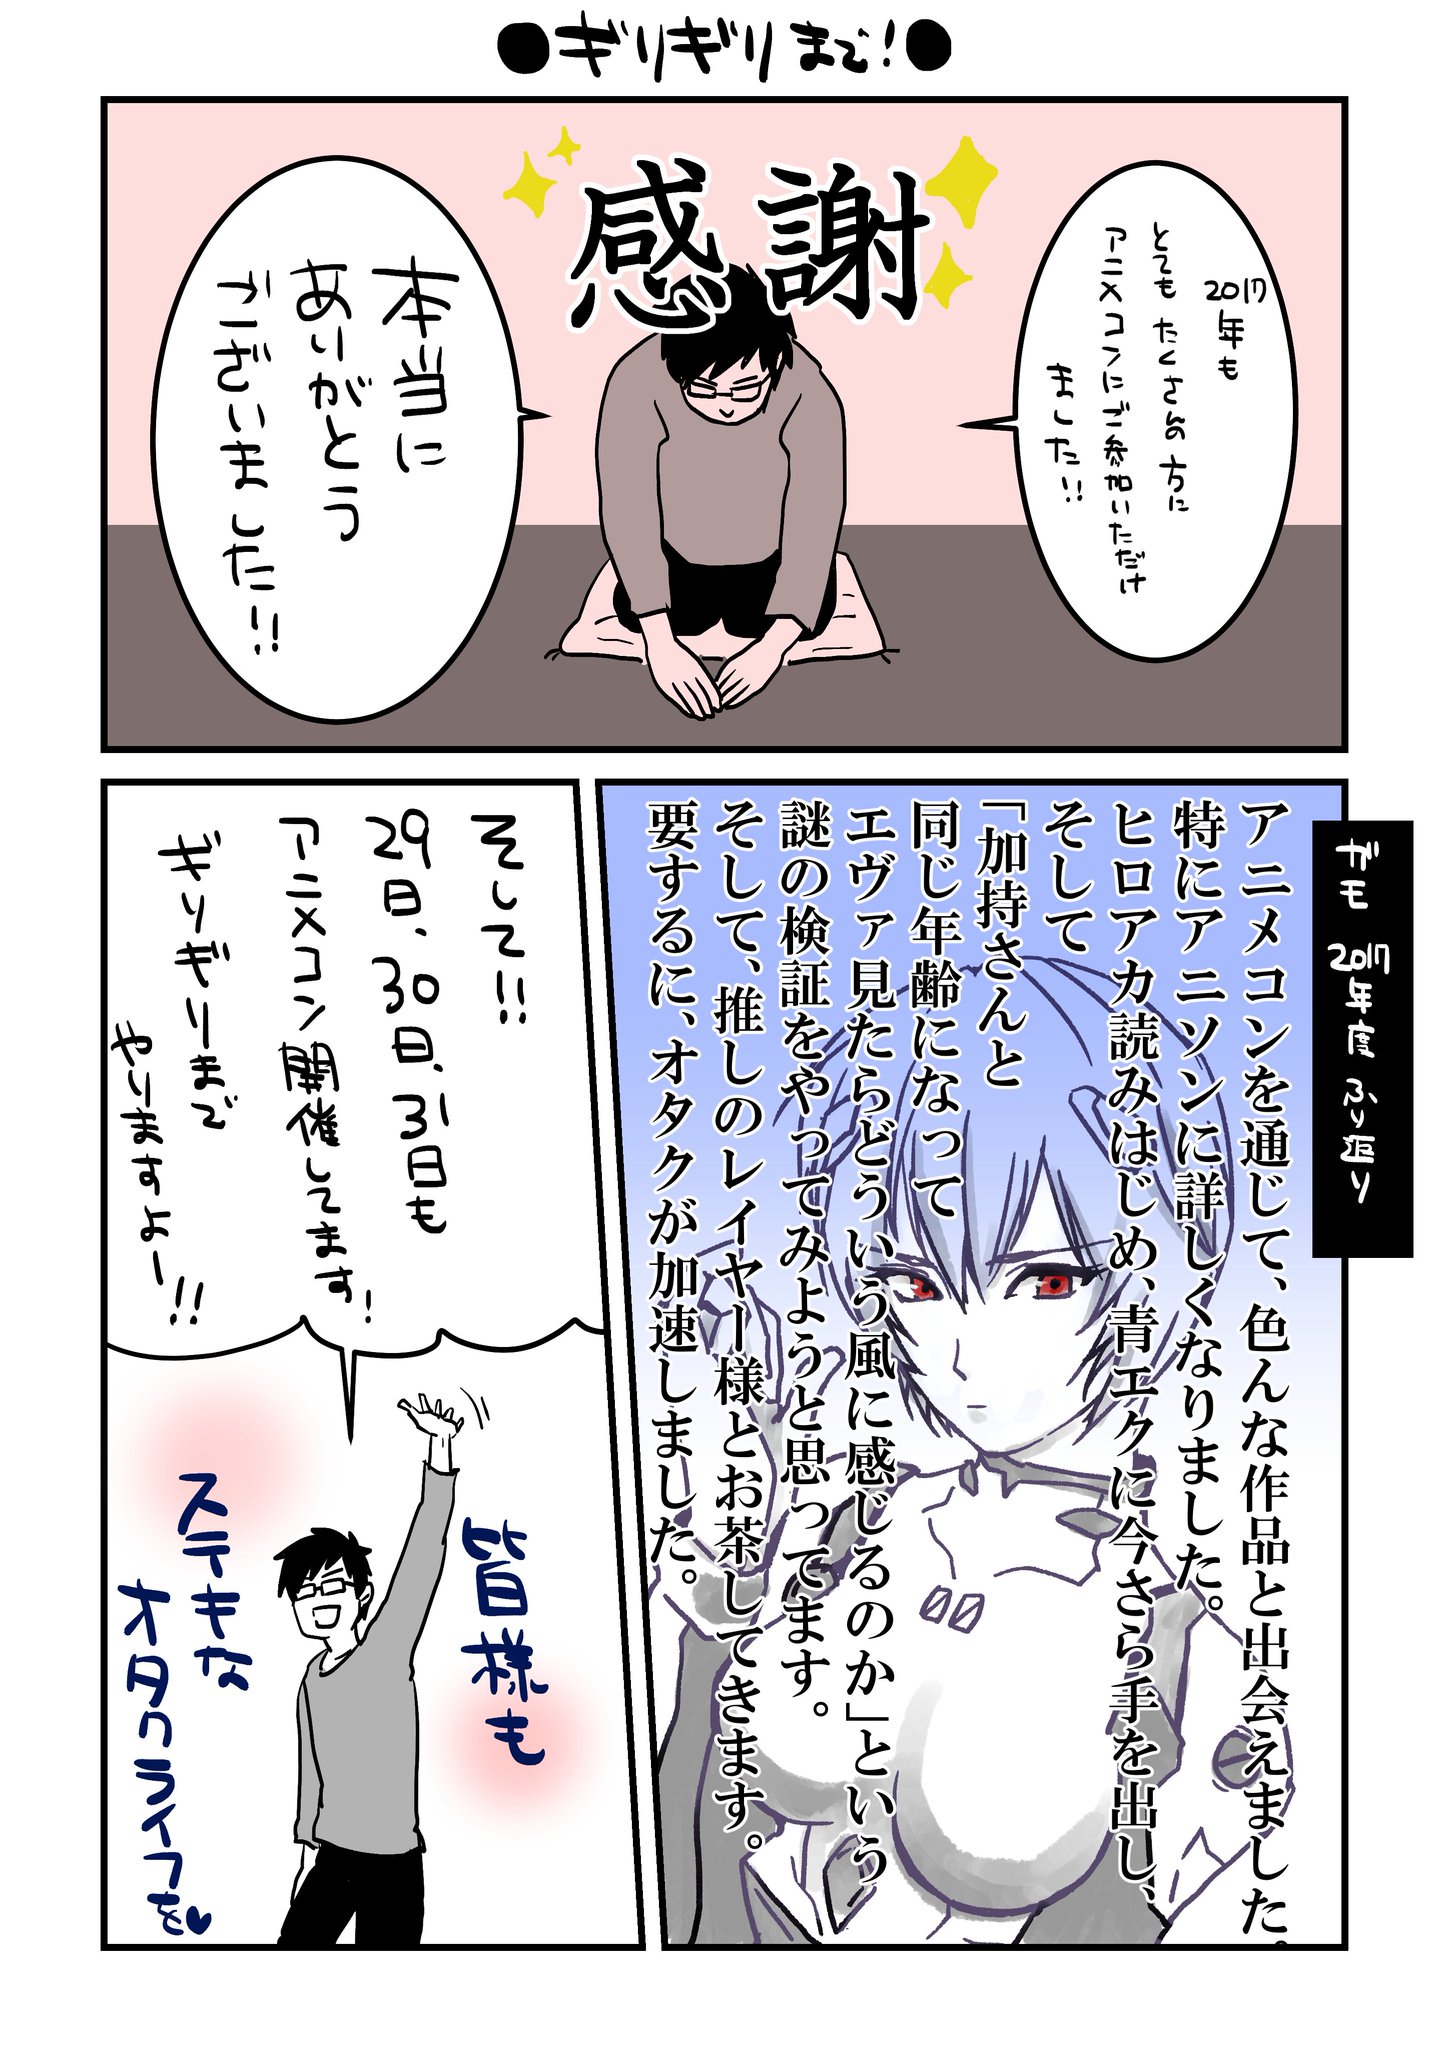 ●ぎりぎりまで！●
2017年も
とてもたくさんの方に
アニメコンにご参加いただけ
ました!!
感謝
本当に
ありがとう
ございました!!
ガモ 2017年度 ふり返り
アニメコンを通じて、色んな作品と出会えました。
特にアニソンに詳しくなりました。
ヒロアカ読みはじめ、青エクに今さら手を出し、
そして
「加持さんと
同じ年齢になって
エヴァ見たらどういう風に感じるのか」という
謎の検証をやってみようと思ってます。
そして、推しのレイヤー様とお茶してきます。
要するに、オタクが加速しました。
そして!!
29日、30日、31日も
アニメコン開催してます！
ギリギリまで
やりますよー!!
皆様も
ステキな
オタクライフを♥